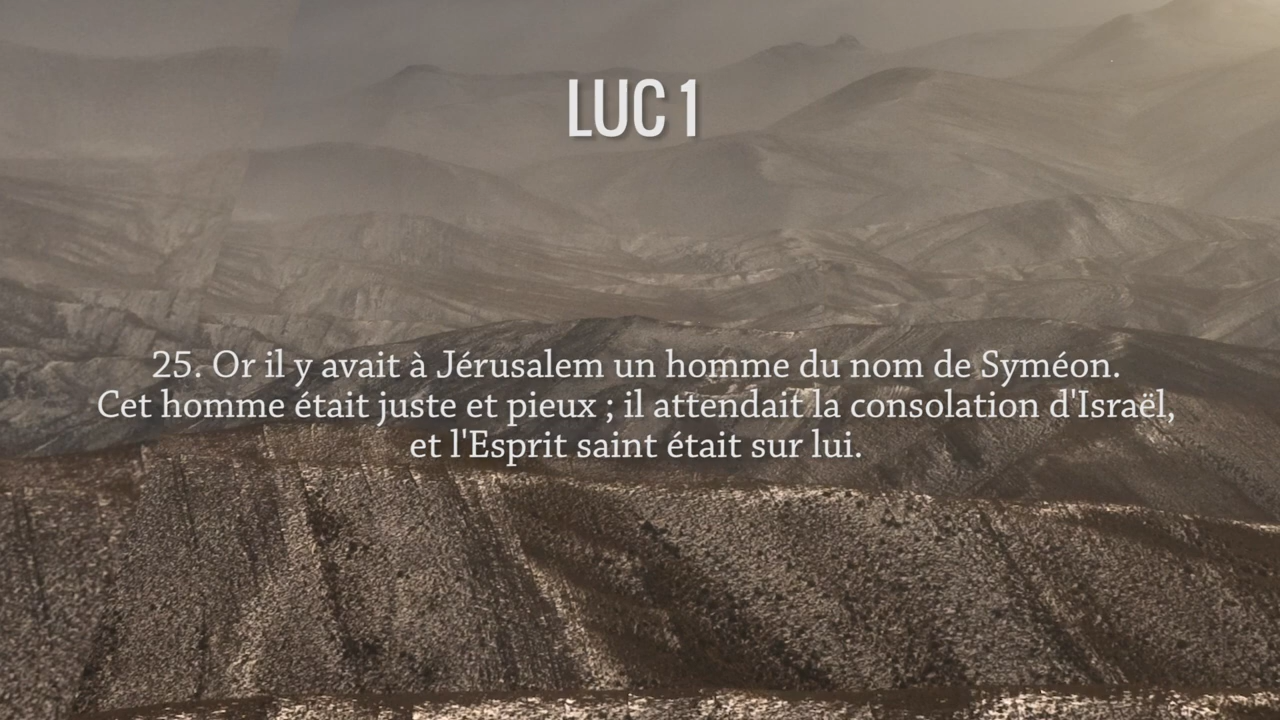 LUC 1
25. Or il y avait à Jérusalem un homme du nom de Syméon.
Cet homme était juste et pieux ; il attendait la consolation d'Israël,
et l'Esprit saint était sur lui.